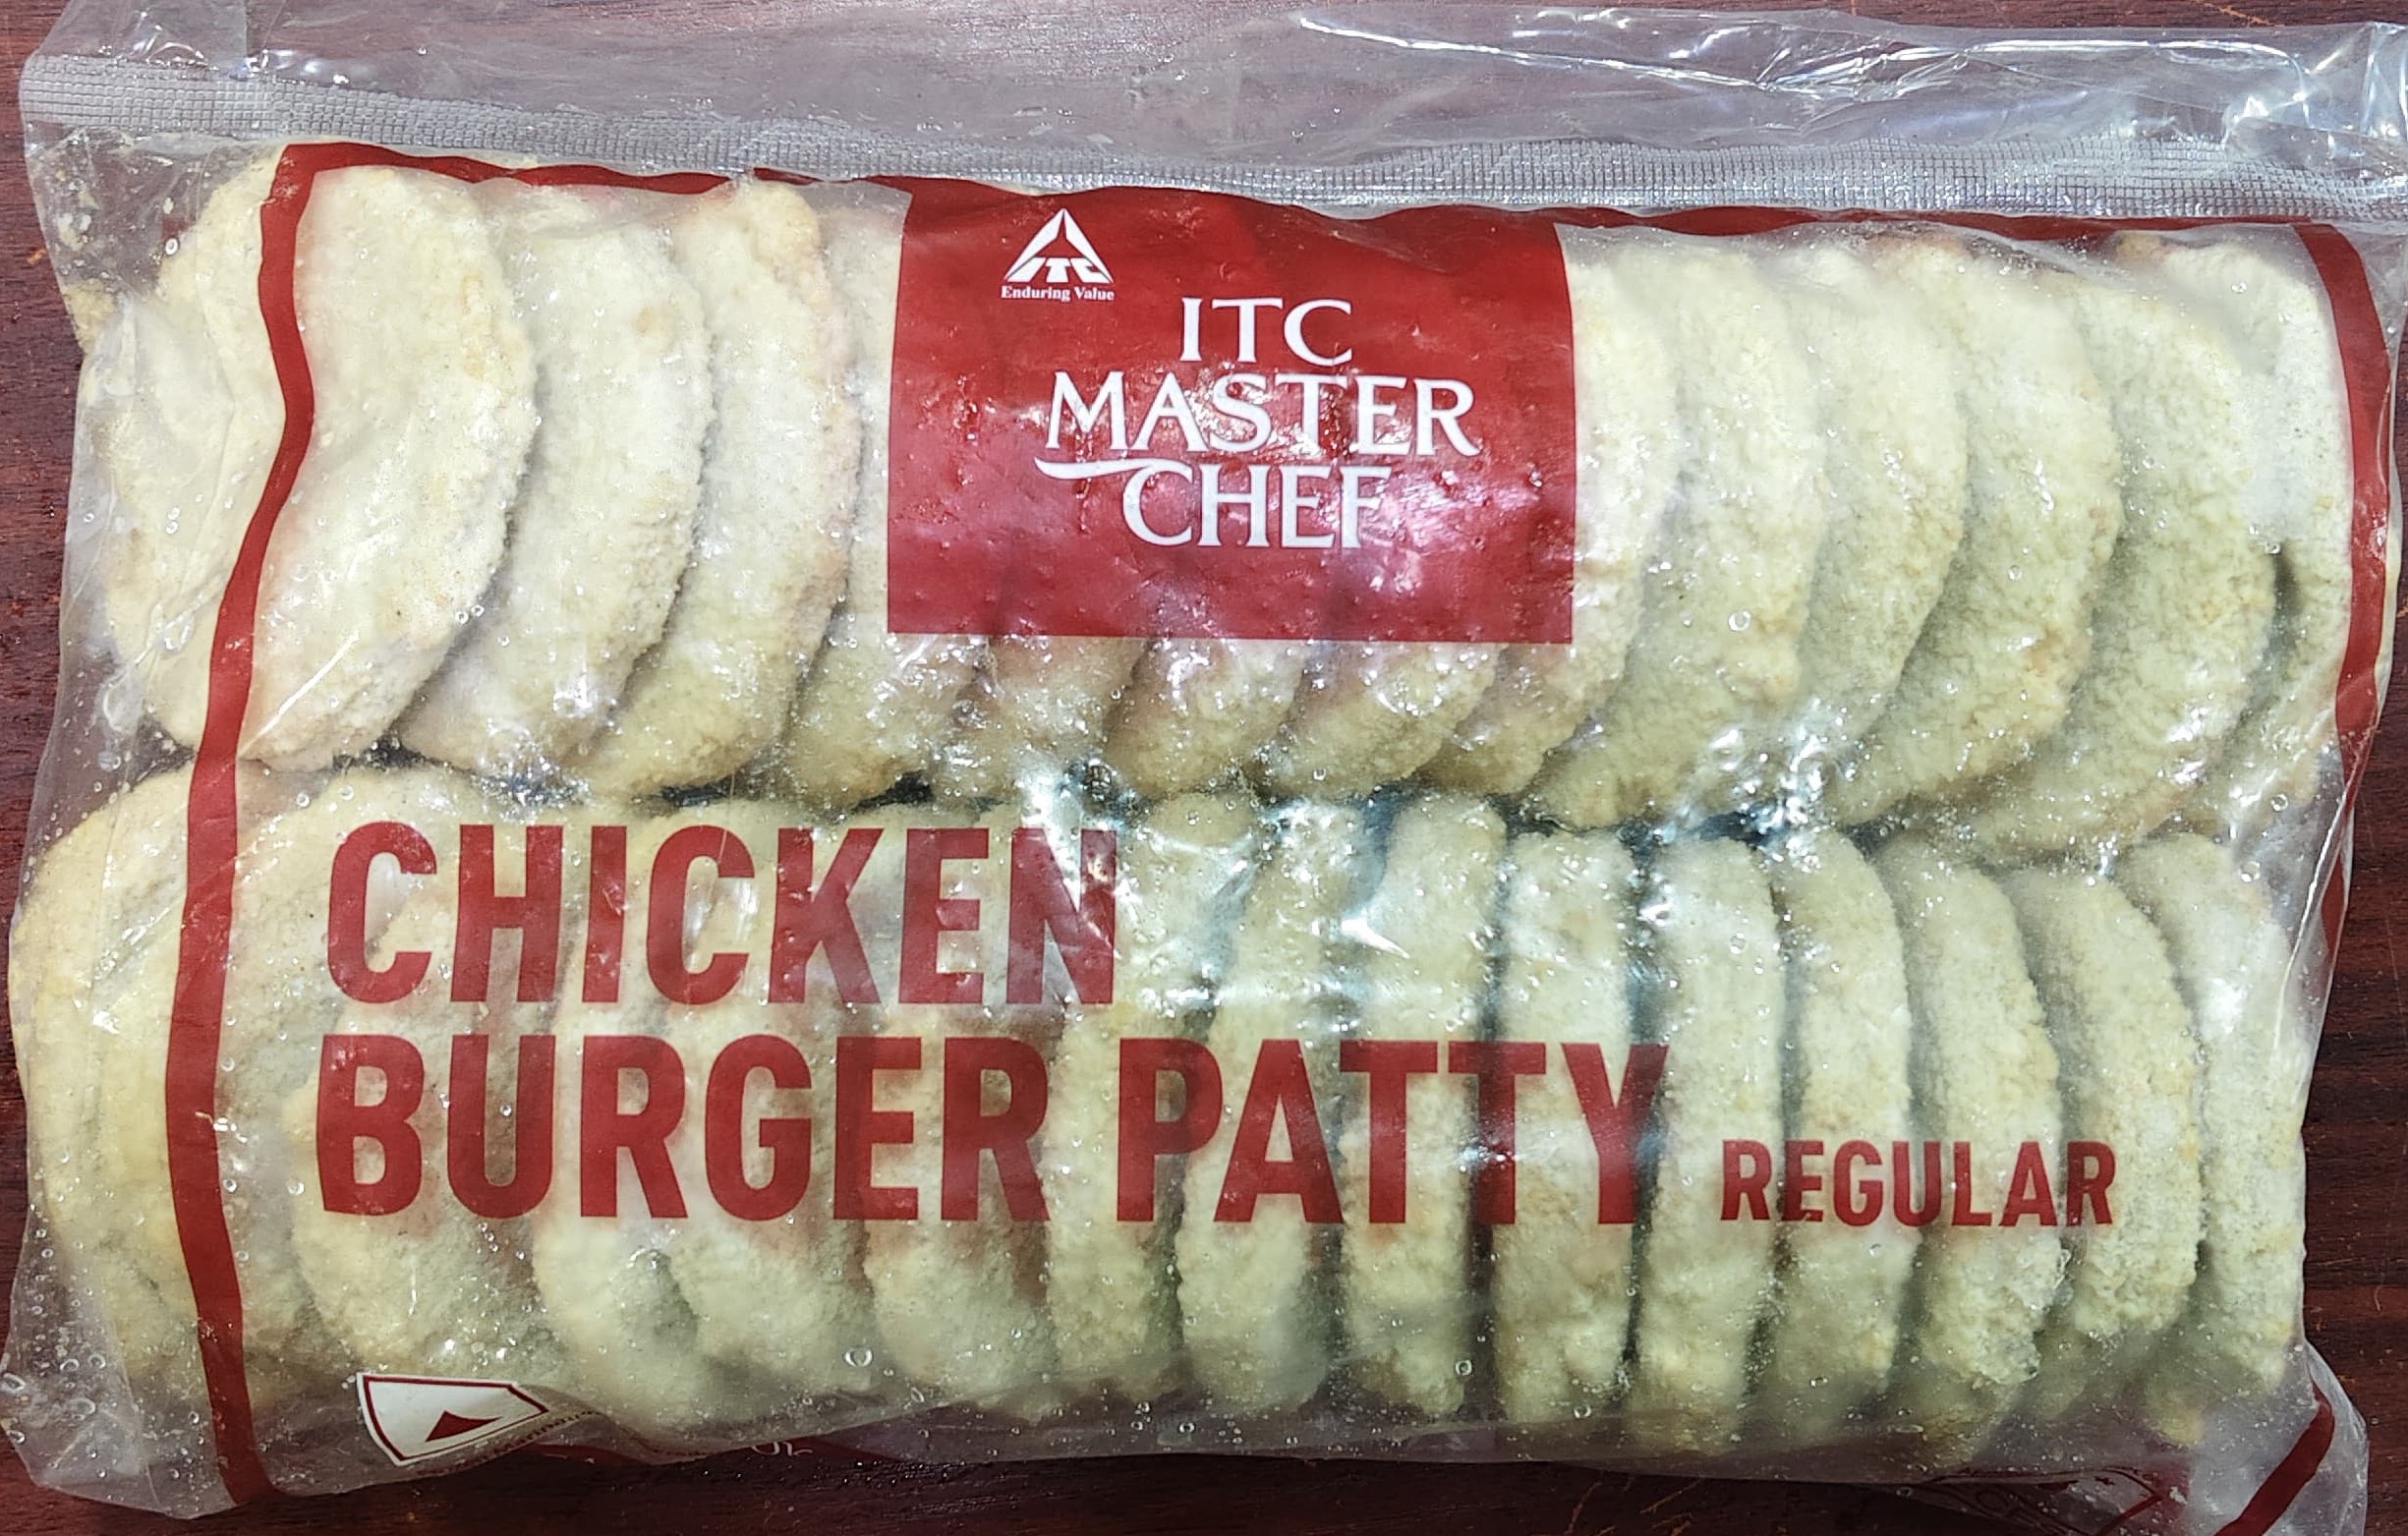 ITC
Enduring Value
ITC
MASTER
CHEF
CHICKEN
BURGER PATTY REGULAR